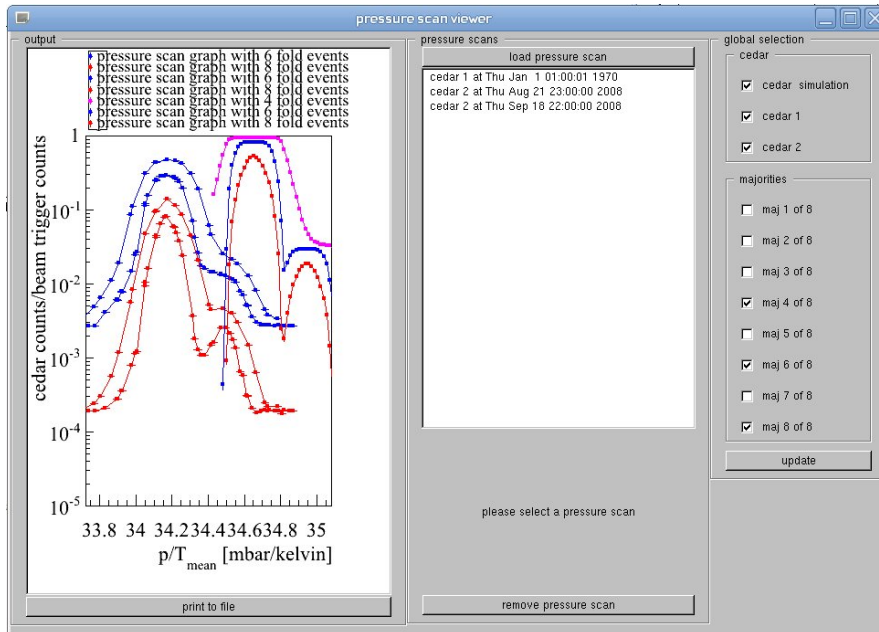 pressure scan viewer
output
pressure scan graph with 6 fold events
pressure scan graph with 8 fold events
pressure scan graph with 6 fold events
pressure scan graph with 8 fold events
pressure scan graph with 4 fold events
pressure scan graph with 6 fold events
pressure scan graph with 8 fold events
cedar counts/beam trigger counts
1
10-1
10-2
10-3
10-4
10-5
33.8 34 34.2 34.4 34.6 34.8 35
p/Tmean [mbar/kelvin]
print to file
pressure scans
load pressure scan
cedar 1 at Thu Jan 1 01:00:01 1970
cedar 2 at Thu Aug 21 23:00:00 2008
cedar 2 at Thu Sep 18 22:00:00 2008
please select a pressure scan
remove pressure scan
global selection
cedar
cedar simulation
cedar 1
cedar 2
majorities
maj 1 of 8
maj 2 of 8
maj 3 of 8
maj 4 of 8
maj 5 of 8
maj 6 of 8
maj 7 of 8
maj 8 of 8
update